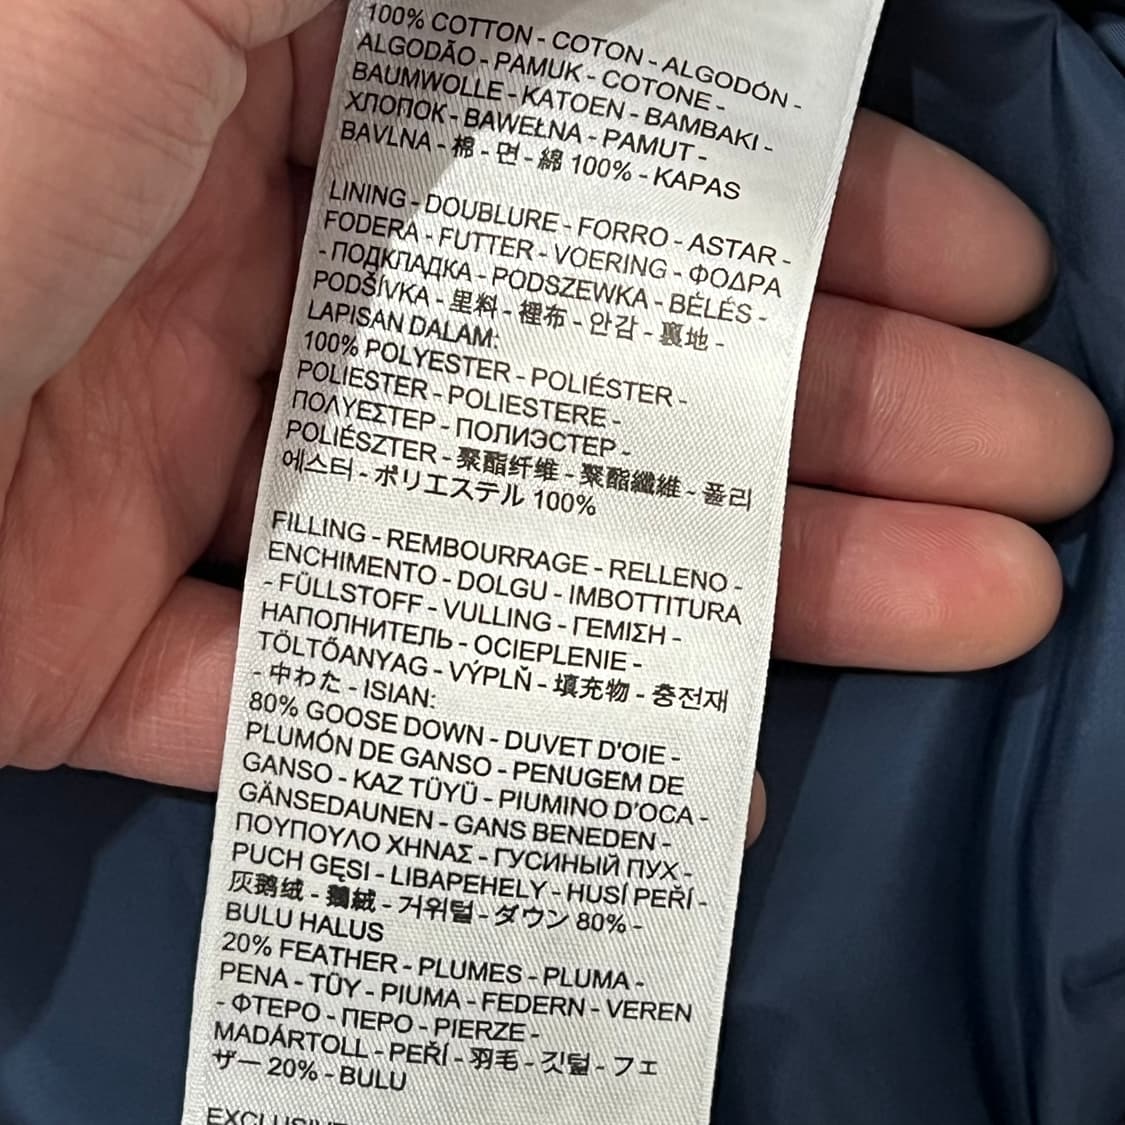 100% COTTON - COTON - ALGODÓN -
ALGODÃO - PAMUK - COTONE -
BAUMWOLLE - KATOEN - BAMBAKI -
ХЛОПОК - BAWEŁNA - PAMUT -
BAVLNA - 棉 - 면 - 綿 100% - KAPAS
LINING - DOUBLURE - FORRO - ASTAR -
FODERA - FUTTER - VOERING - ΦΟΔΡΑ
- ПОДКЛАДКА - PODSZEWKA - BÉLÉS -
PODŠÍVKA - 里料 - 裡布 - 안감 - 裏地 -
LAPISAN DALAM:
100% POLYESTER - POLIÉSTER -
POLIESTER - POLIESTERE -
ΠΟΛΥΕΣΤΕΡ - ПОЛИЭСТЕР -
POLIÉSZTER - 聚酯纤维 - 聚酯纖維 - 폴리
에스터 - ポリエステル 100%
FILLING - REMBOURRAGE - RELLENO -
ENCHIMENTO - DOLGU - IMBOTTITURA
- FÜLLSTOFF - VULLING - ΓΕΜΙΣΗ -
НАПОЛНИТЕЛЬ - OCIEPLENIE -
TÖLTŐANYAG - VÝPLŇ - 填充物 - 충전재
- 中わた - ISIAN:
80% GOOSE DOWN - DUVET D'OIE -
PLUMÓN DE GANSO - PENUGEM DE
GANSO - KAZ TÜYÜ - PIUMINO D'OCA -
GÄNSEDAUNEN - GANS BENEDEN -
ΠΟΥΠΟΥΛΟ ΧΗΝΑΣ - ГУСИНЫЙ ПУХ -
PUCH GĘSI - LIBAPEHELY - HUSÍ PEŘÍ -
灰鹅绒 - 鵝絨 - 거위털 - ダウン 80% -
BULU HALUS
20% FEATHER - PLUMES - PLUMA -
PENA - TÜY - PIUMA - FEDERN - VEREN
- ΦΤΕΡΟ - ПЕРО - PIERZE -
MADÁRTOLL - PEŘÍ - 羽毛 - 깃털 - フェ
ザー 20% - BULU